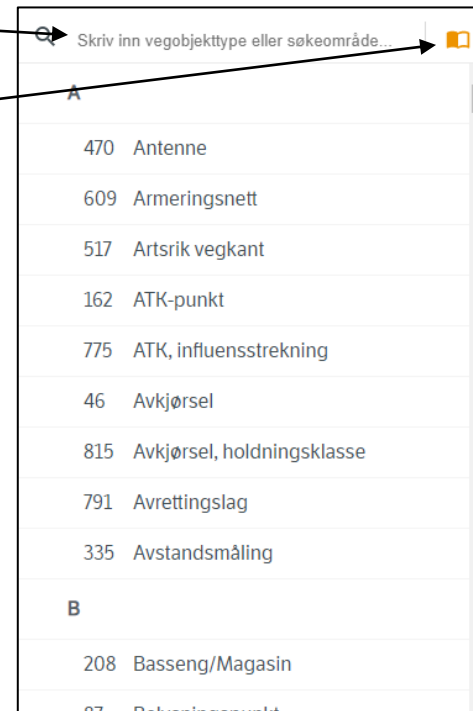 Skriv inn vegobjekttype eller søkeområde...
A
470 Antenne
609 Armeringsnett
517 Artsrik vegkant
162 ATK-punkt
775 ATK, influensstrekning
46 Avkjørsel
815 Avkjørsel, holdningsklasse
791 Avrettingslag
335 Avstandsmåling
B
208 Basseng/Magasin